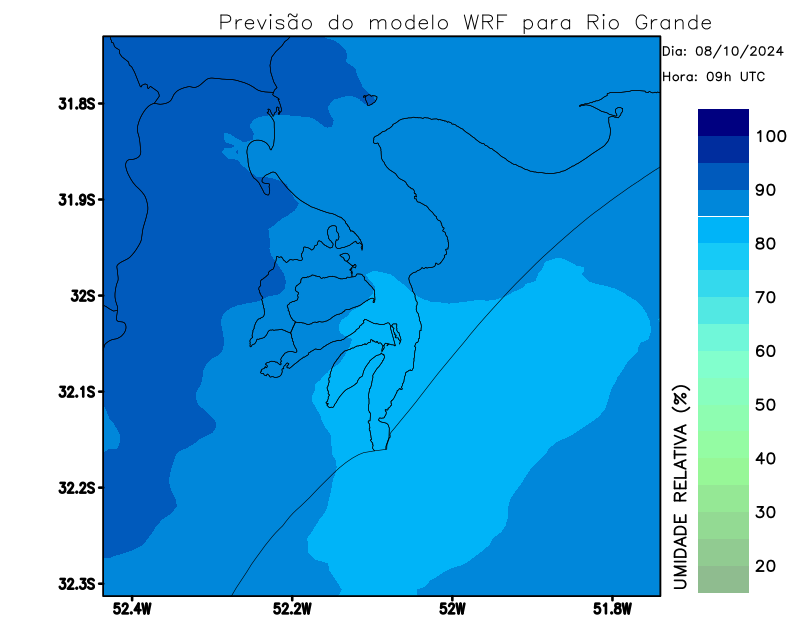 Previsão do modelo WRF para Rio Grande
Dia: 08/10/2024
Hora: 09h UTC
31.8S
31.9S
32S
32.1S
32.2S
32.3S
52.4W
52.2W
52W
51.8W
UMIDADE RELATIVA (%)
100
90
80
70
60
50
40
30
20